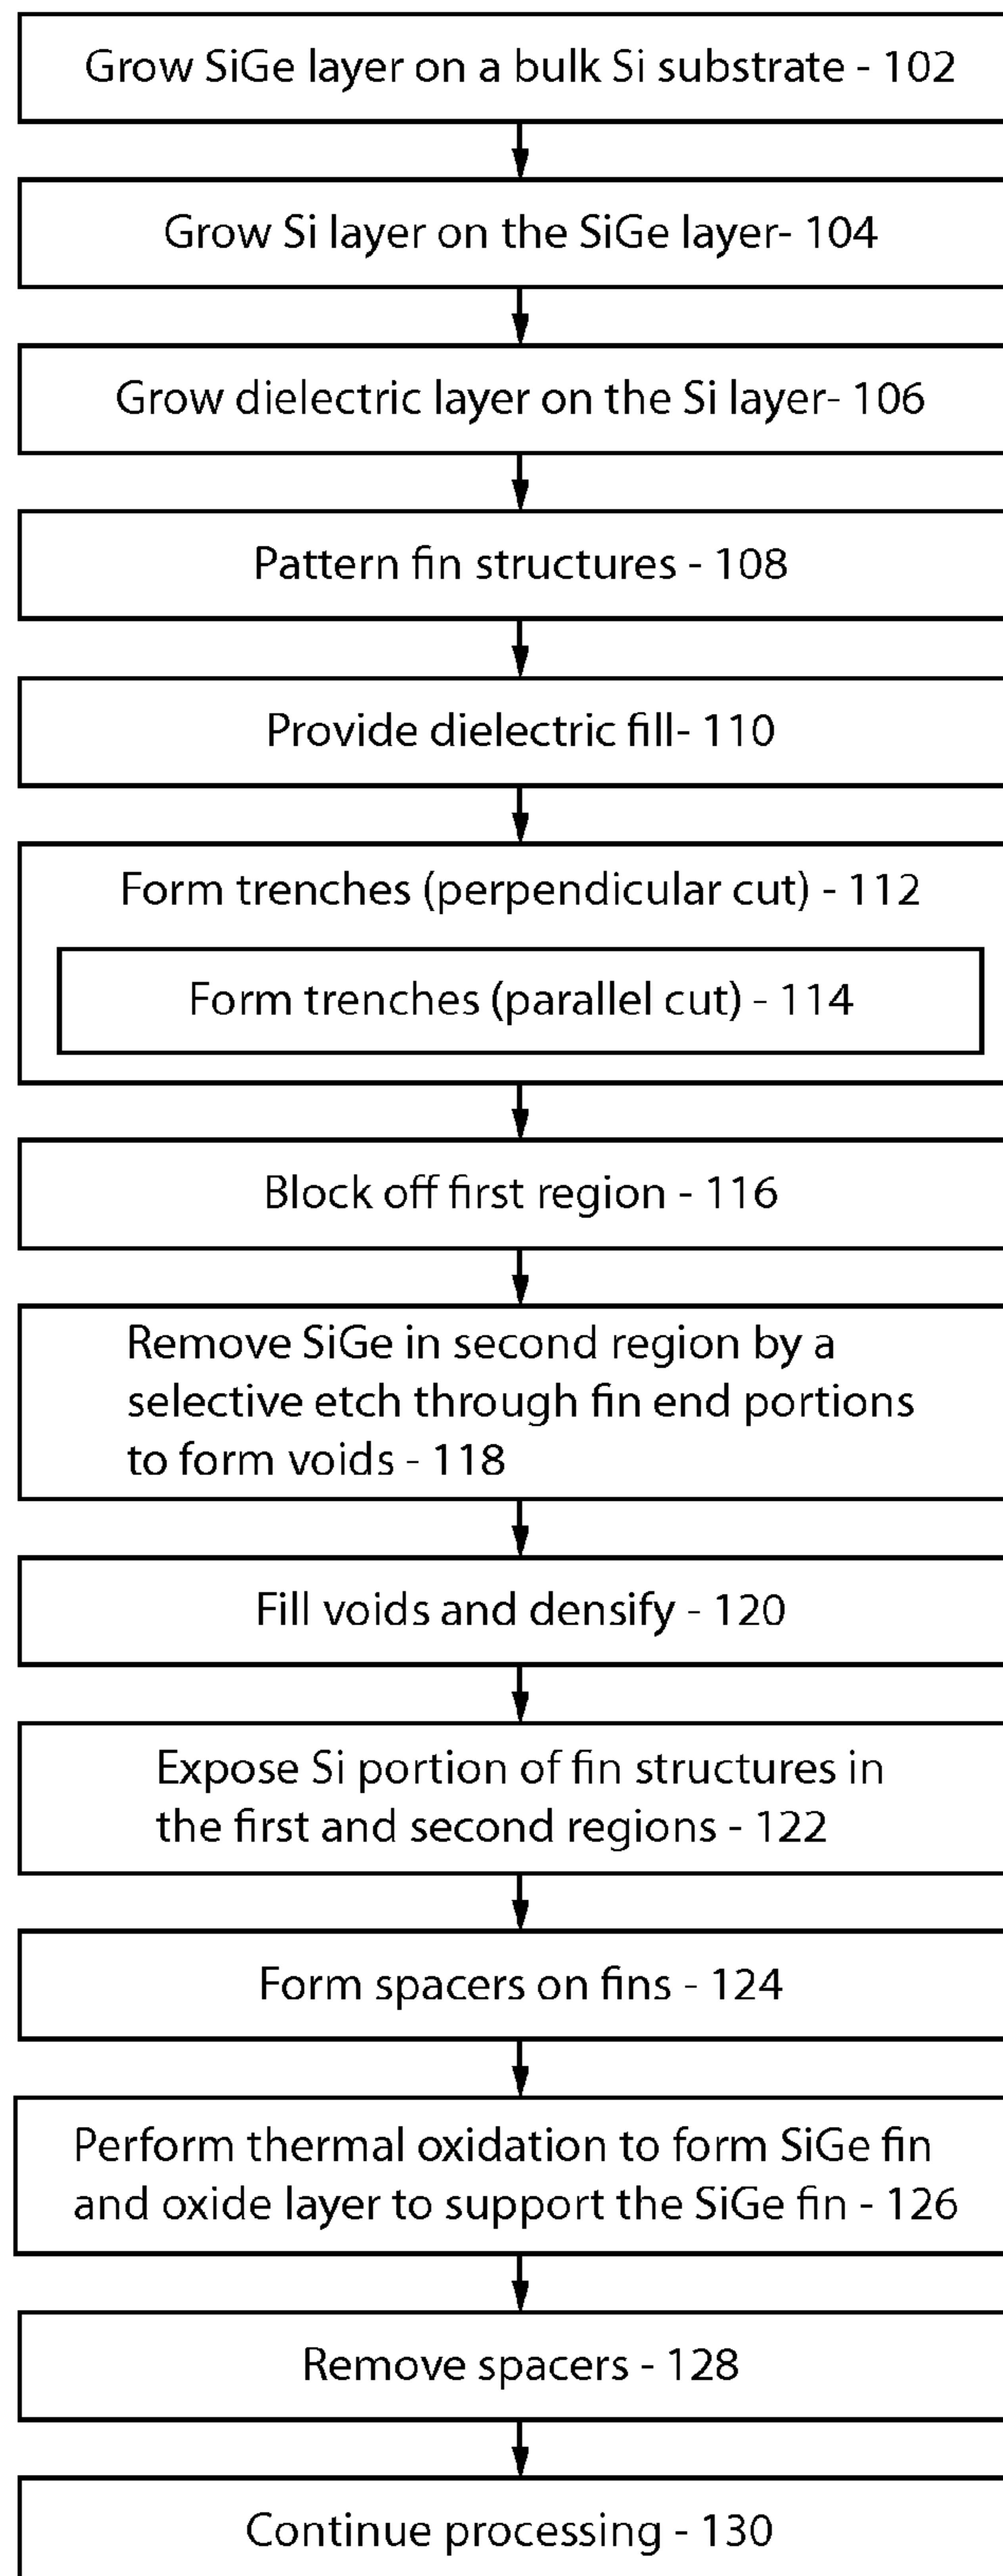 Grow SiGe layer on a bulk Si substrate - 102
Grow Si layer on the SiGe layer- 104
Grow dielectric layer on the Si layer- 106
Pattern fin structures - 108
Provide dielectric fill- 110
Form trenches (perpendicular cut) - 112
Form trenches (parallel cut) - 114
Block off first region - 116
Remove SiGe in second region by a
selective etch through fin end portions
to form voids - 118
Fill voids and densify - 120
Expose Si portion of fin structures in
the first and second regions - 122
Form spacers on fins - 124
Perform thermal oxidation to form SiGe fin
and oxide layer to support the SiGe fin - 126
Remove spacers - 128
Continue processing - 130